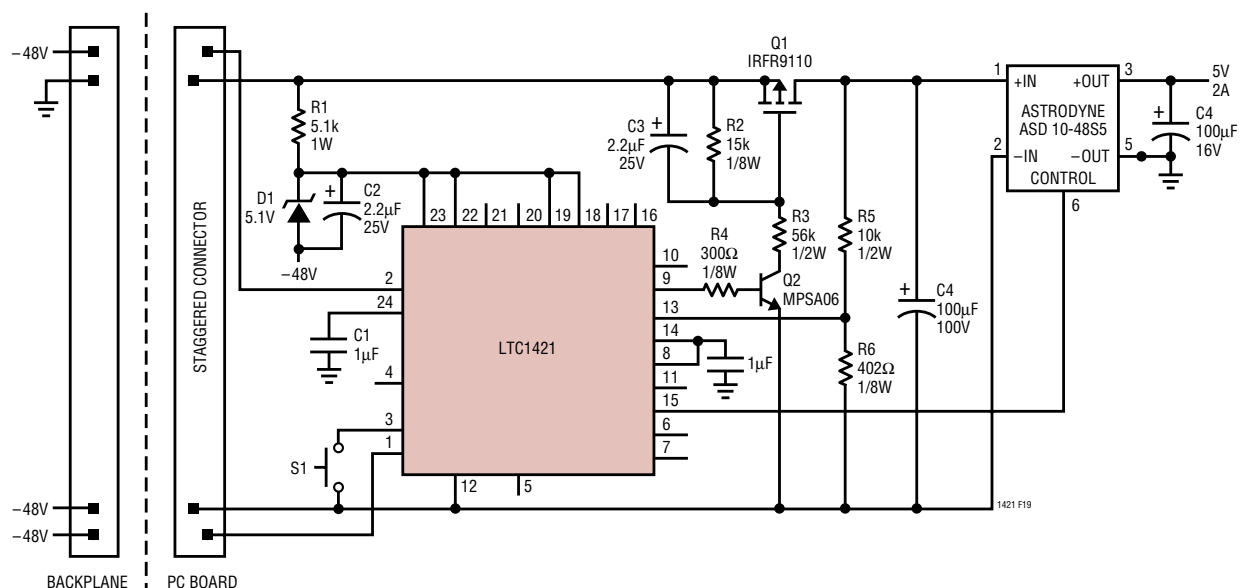 -48V
-48V
-48V
BACKPLANE
STAGGERED CONNECTOR
PC BOARD
R1
5.1k
1W
D1
5.1V
+
C2
2.2µF
25V
-48V
C1
1µF
S1
23
22
21
20
19
18
17
16
2
24
4
3
1
12
5
LTC1421
10
9
13
14
8
11
15
6
7
1µF
C3
2.2µF
25V
+
R2
15k
1/8W
Q1
IRFR9110
R3
56k
1/2W
R4
300Ω
1/8W
Q2
MPSA06
R5
10k
1/2W
R6
402Ω
1/8W
+
C4
100µF
100V
1
+IN
2
-IN
ASTRODYNE
ASD 10-48S5
+OUT
3
-OUT
5
CONTROL
6
5V
2A
+
C4
100µF
16V
1421 F19